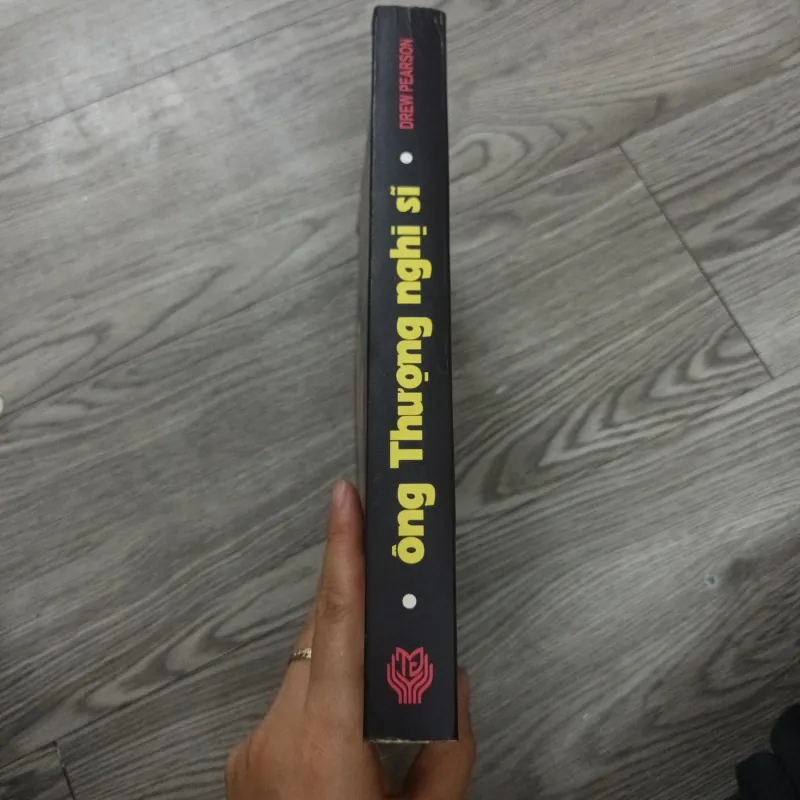 DREW PEARSON
ông Thượng nghị sĩ